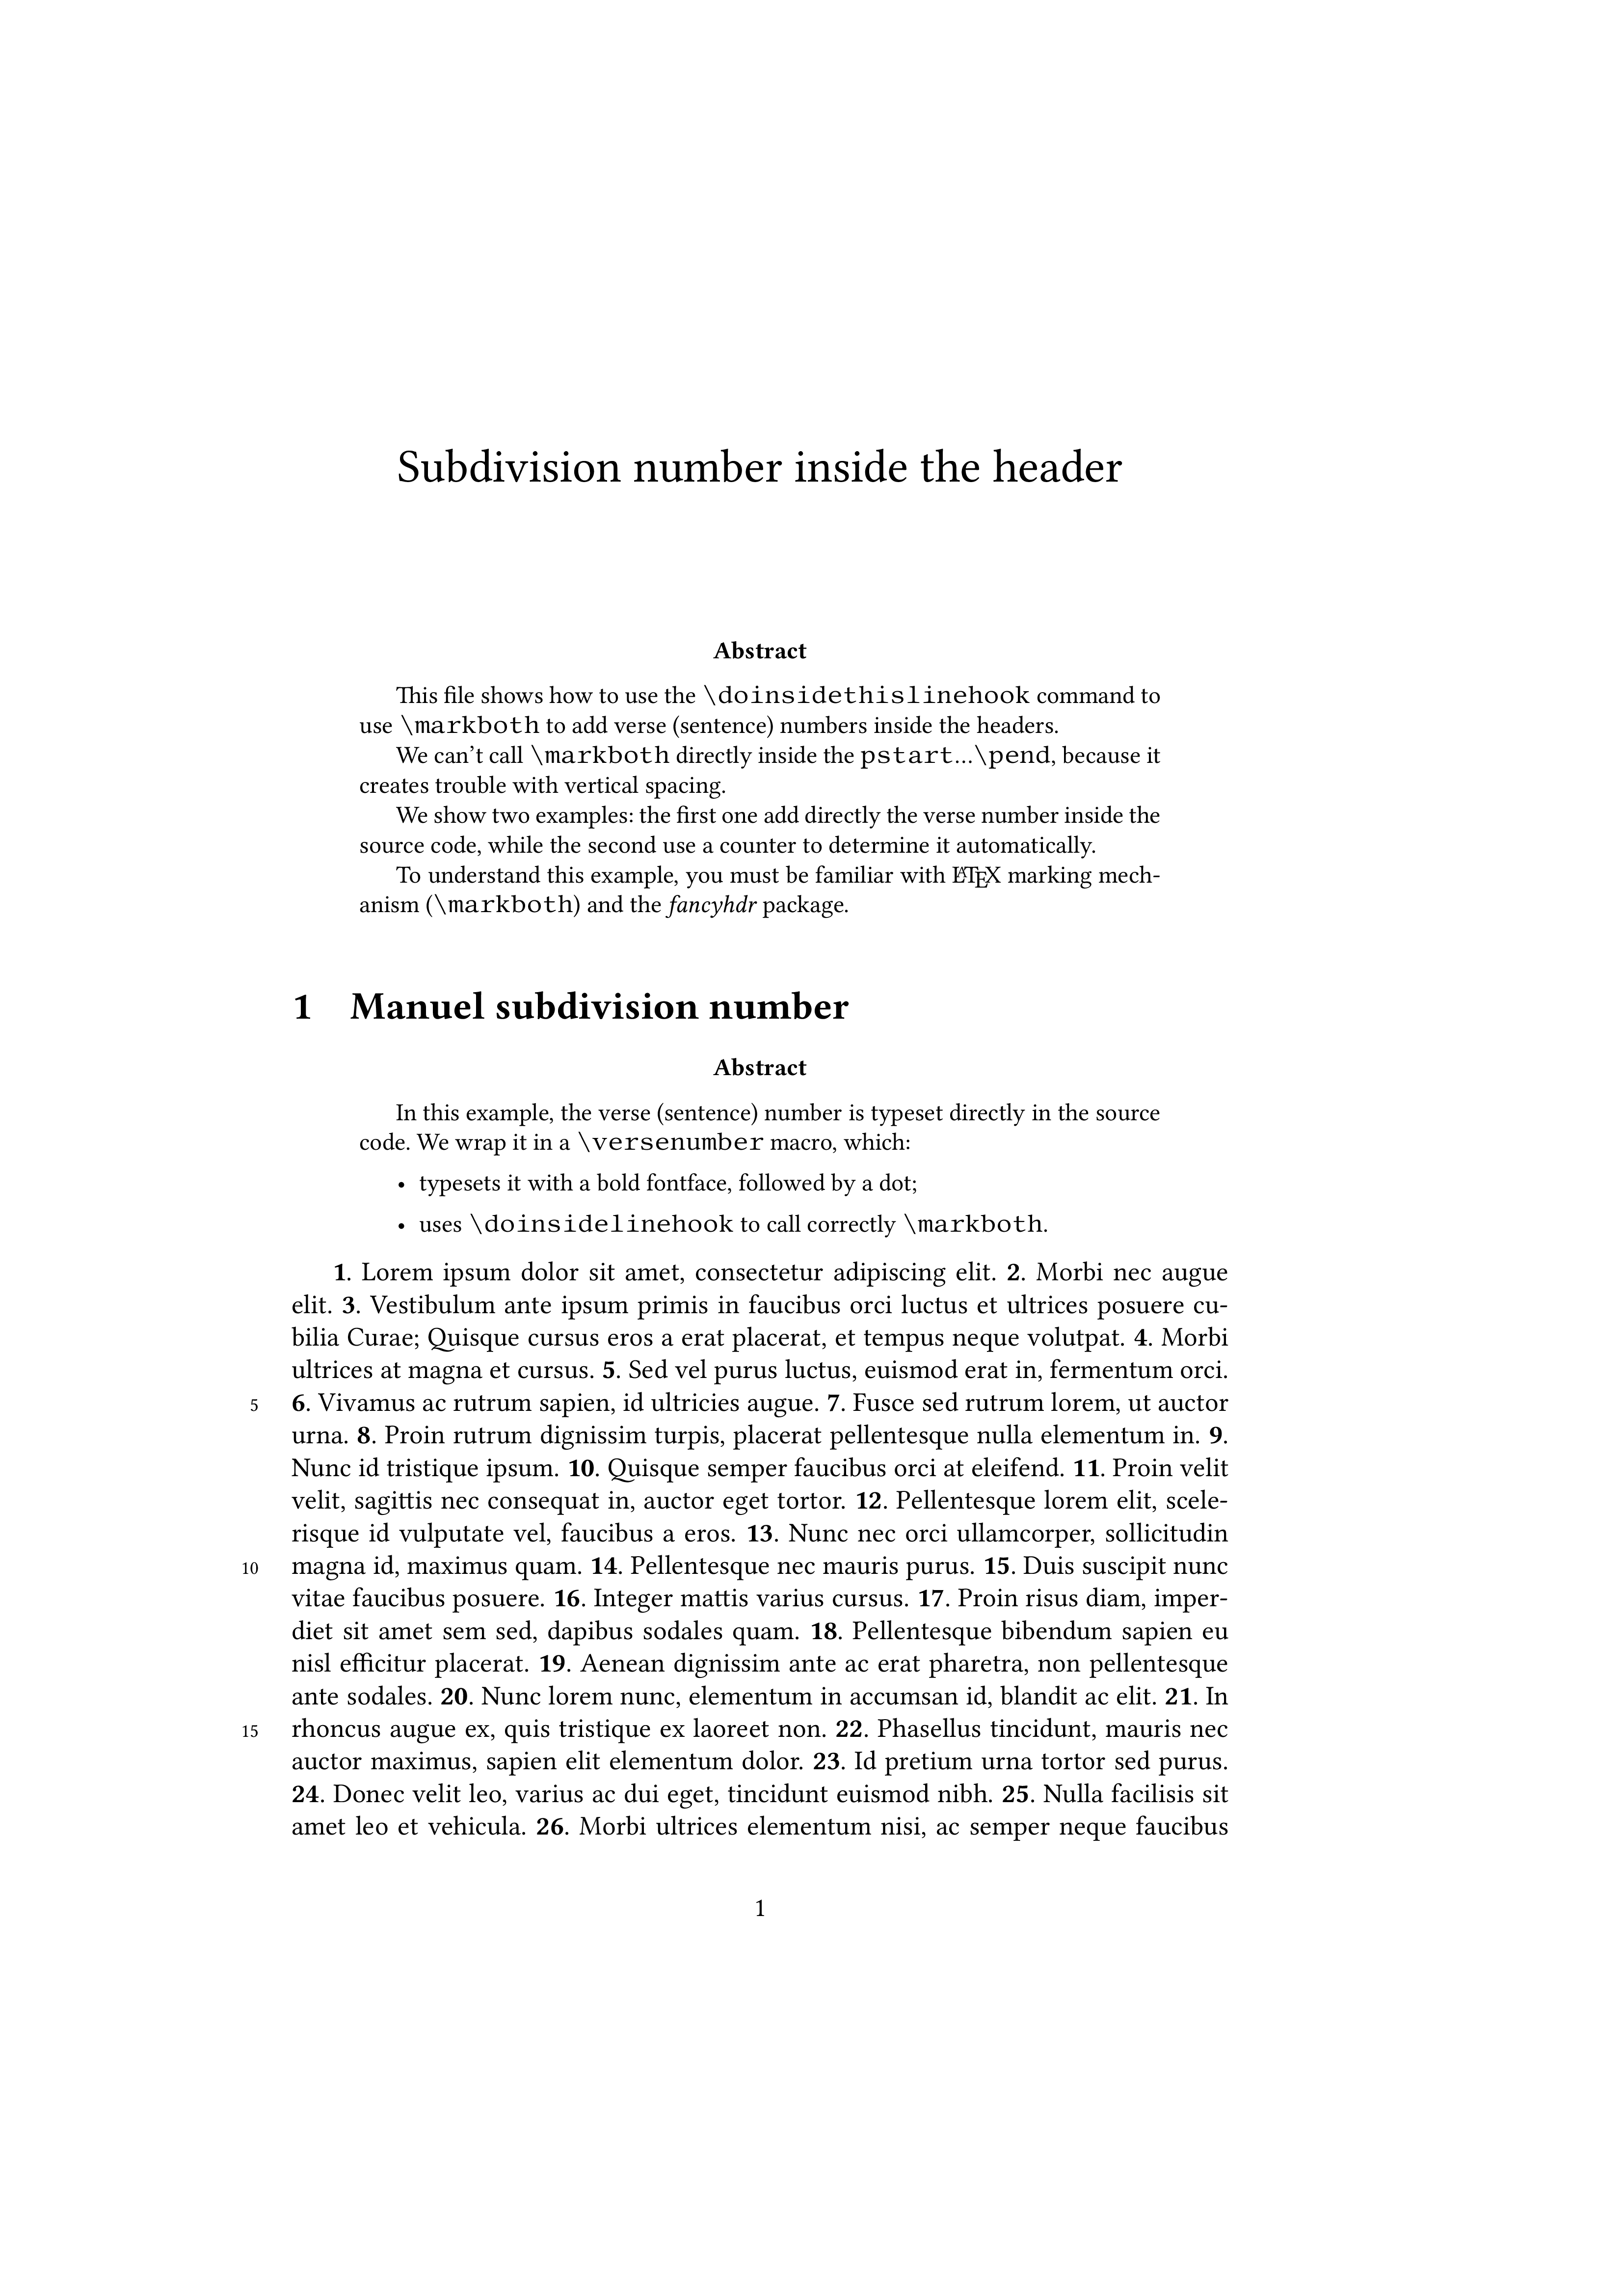 Subdivision number inside the header
Abstract
This file shows how to use the \doinsidethislinehook command to
use \markboth to add verse (sentence) numbers inside the headers.
We can't call \markboth directly inside the pstart…\pend, because it
creates trouble with vertical spacing.
We show two examples: the first one add directly the verse number inside the
source code, while the second use a counter to determine it automatically.
To understand this example, you must be familiar with LATEX marking mech-
anism (\markboth) and the fancyhdr package.
1 Manuel subdivision number
Abstract
In this example, the verse (sentence) number is typeset directly in the source
code. We wrap it in a \versenumber macro, which:
• typesets it with a bold fontface, followed by a dot;
• uses \doinsidelinehook to call correctly \markboth.
1. Lorem ipsum dolor sit amet, consectetur adipiscing elit. 2. Morbi nec augue
elit. 3. Vestibulum ante ipsum primis in faucibus orci luctus et ultrices posuere cu-
bilia Curae; Quisque cursus eros a erat placerat, et tempus neque volutpat. 4. Morbi
ultrices at magna et cursus. 5. Sed vel purus luctus, euismod erat in, fermentum orci.
5 6. Vivamus ac rutrum sapien, id ultricies augue. 7. Fusce sed rutrum lorem, ut auctor
urna. 8. Proin rutrum dignissim turpis, placerat pellentesque nulla elementum in. 9.
Nunc id tristique ipsum. 10. Quisque semper faucibus orci at eleifend. 11. Proin velit
velit, sagittis nec consequat in, auctor eget tortor. 12. Pellentesque lorem elit, scele-
risque id vulputate vel, faucibus a eros. 13. Nunc nec orci ullamcorper, sollicitudin
10 magna id, maximus quam. 14. Pellentesque nec mauris purus. 15. Duis suscipit nunc
vitae faucibus posuere. 16. Integer mattis varius cursus. 17. Proin risus diam, imper-
diet sit amet sem sed, dapibus sodales quam. 18. Pellentesque bibendum sapien eu
nisl efficitur placerat. 19. Aenean dignissim ante ac erat pharetra, non pellentesque
ante sodales. 20. Nunc lorem nunc, elementum in accumsan id, blandit ac elit. 21. In
15 rhoncus augue ex, quis tristique ex laoreet non. 22. Phasellus tincidunt, mauris nec
auctor maximus, sapien elit elementum dolor. 23. Id pretium urna tortor sed purus.
24. Donec velit leo, varius ac dui eget, tincidunt euismod nibh. 25. Nulla facilisis sit
amet leo et vehicula. 26. Morbi ultrices elementum nisi, ac semper neque faucibus
1